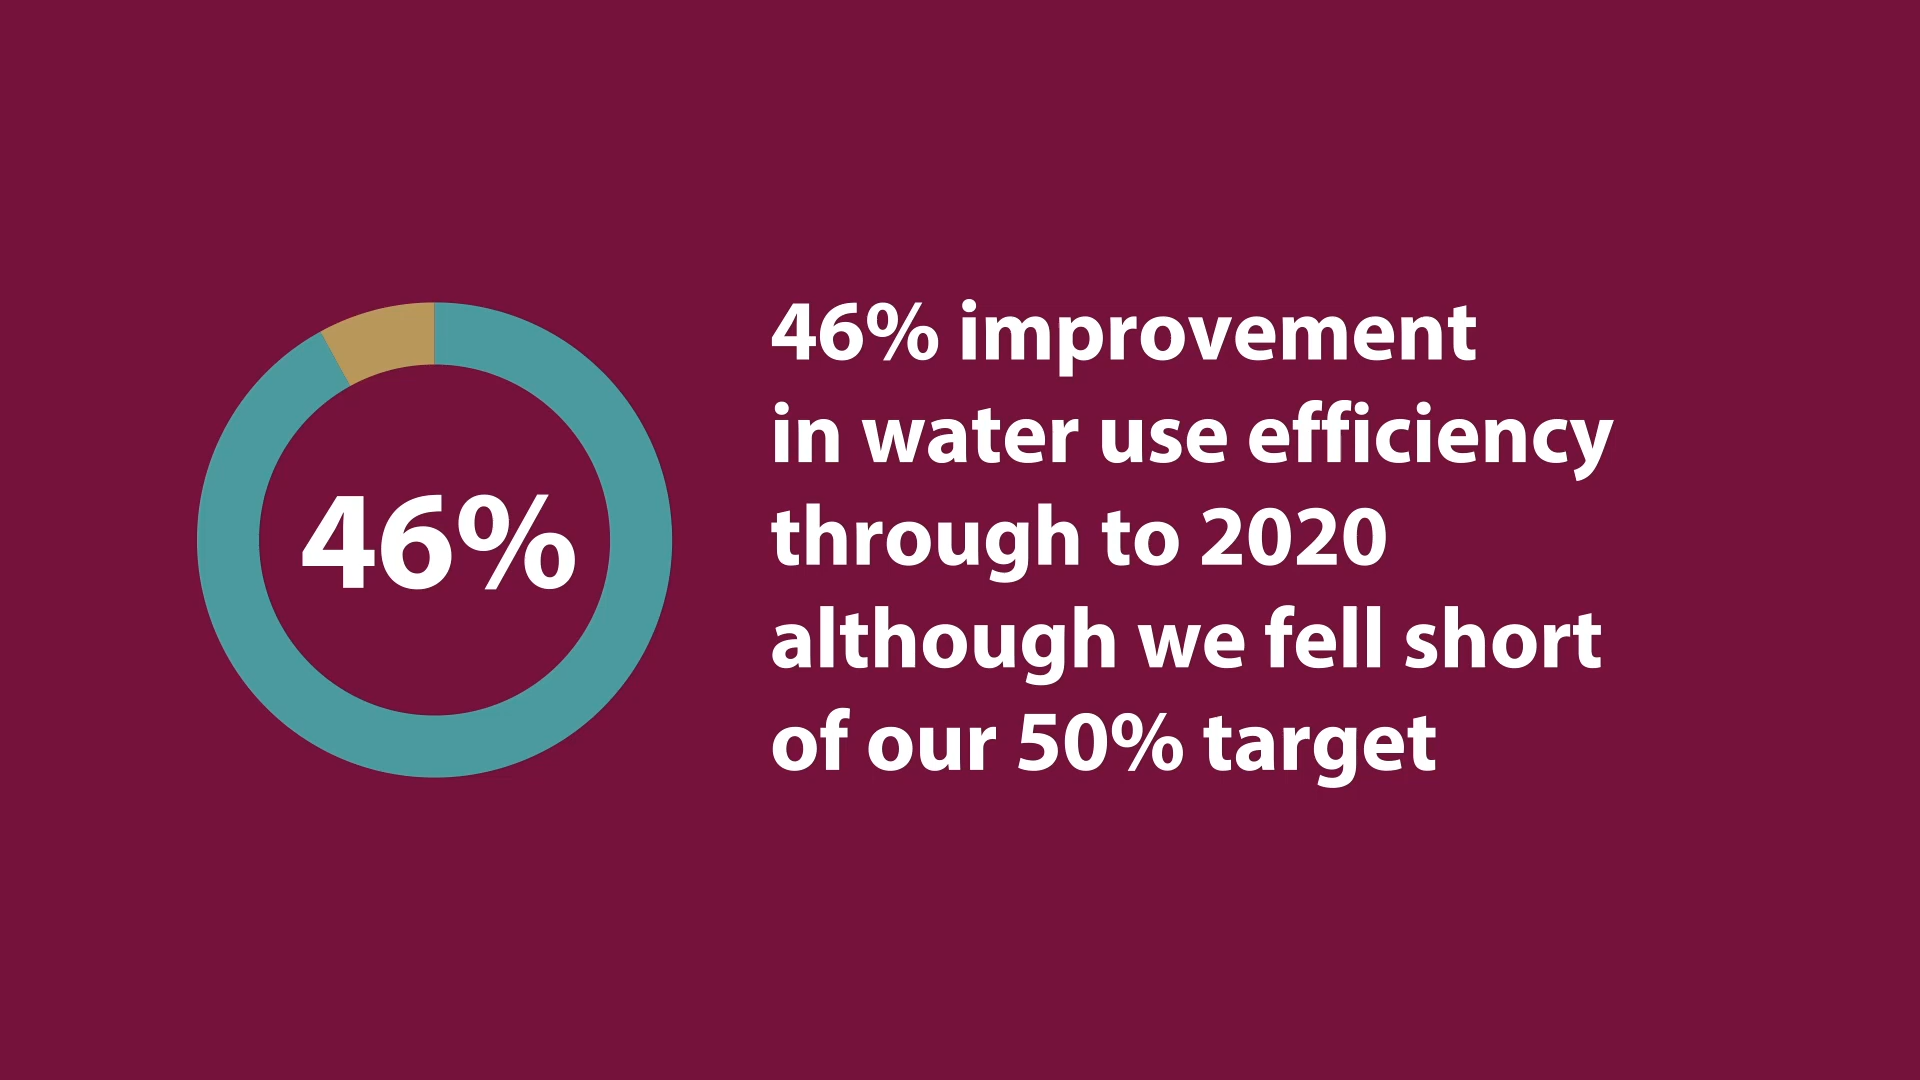 46%
46% improvement
in water use efficiency
through to 2020
although we fell short
of our 50% target